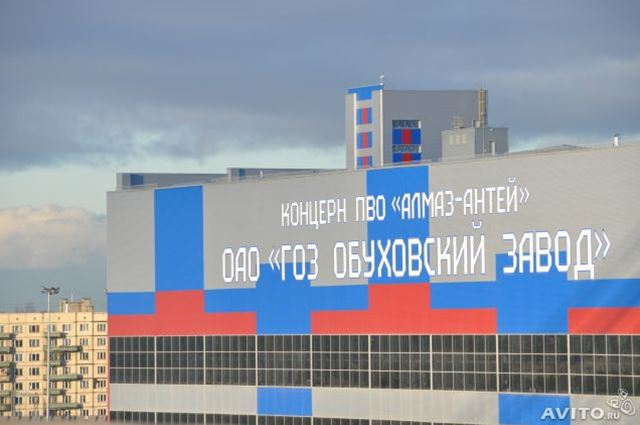 КОНЦЕРН ПВО «АЛМАЗ-АНТЕЙ»
ОАО «ГОЗ ОБУХОВСКИЙ ЗАВОД»
AVITO.RU